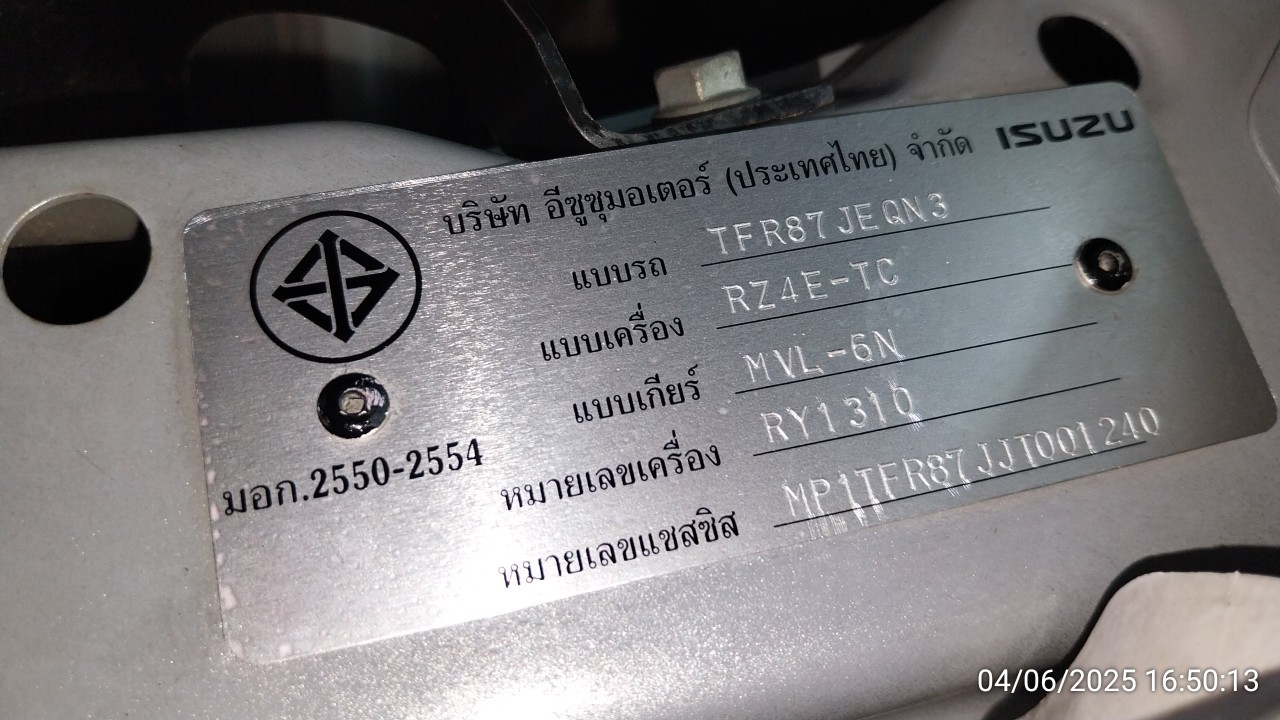 บริษัท อีซูซุมอเตอร์ (ประเทศไทย) จำกัด ISUZU
แบบรถ TFR87JEQN3
แบบเครื่อง RZ4E-TC
แบบเกียร์ MVL-6N
หมายเลขเครื่อง RY1310
หมายเลขแชสซิส MP1TFR87JJT001240
มอก.2550-2554
04/06/2025 16:50:13